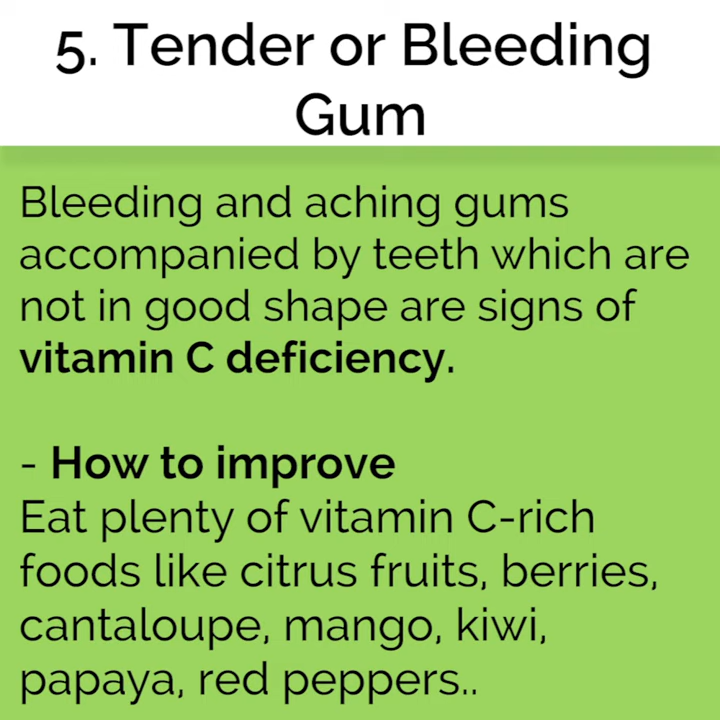 5. Tender or Bleeding
Gum
Bleeding and aching gums
accompanied by teeth which are
not in good shape are signs of
vitamin C deficiency.
- How to improve
Eat plenty of vitamin C-rich
foods like citrus fruits, berries,
cantaloupe, mango, kiwi,
papaya, red peppers..